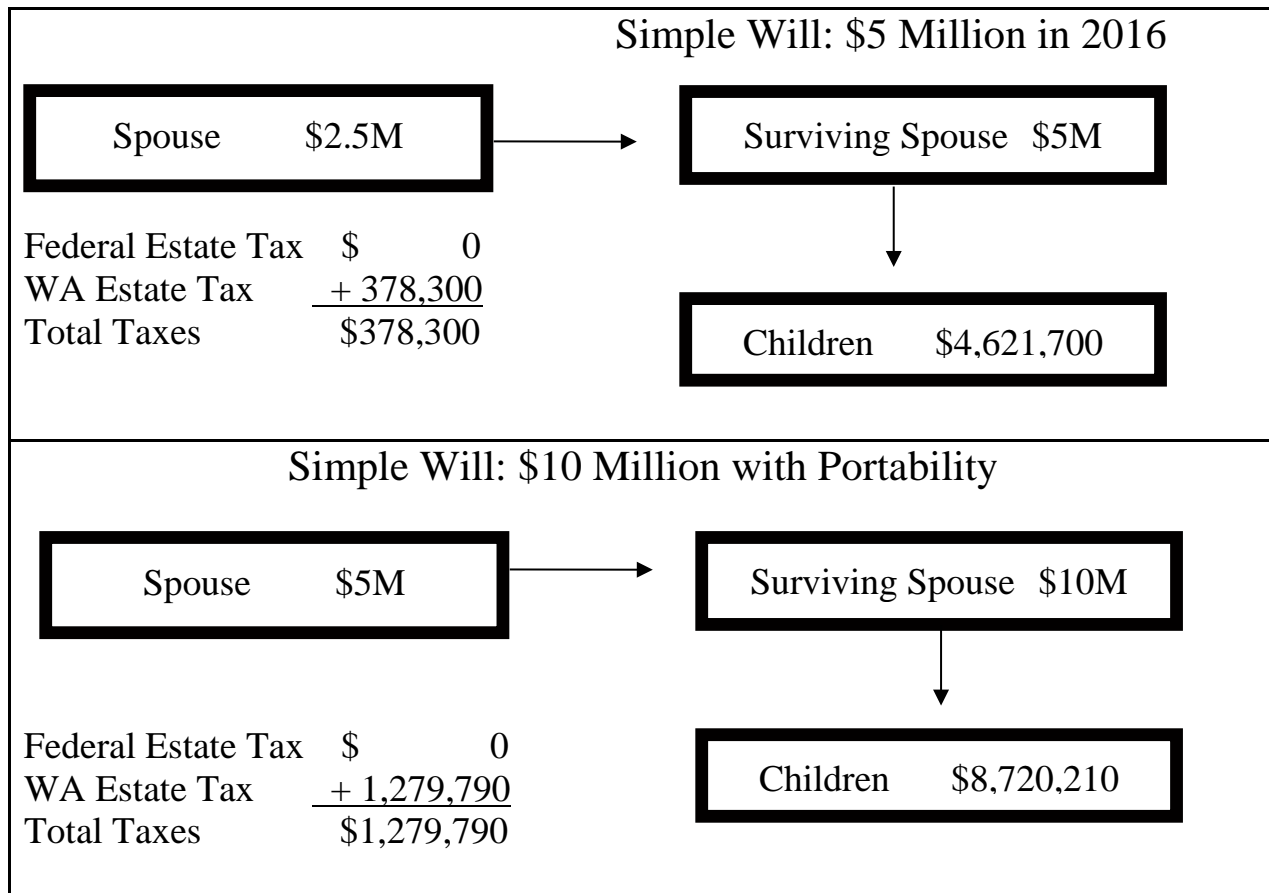 Simple Will: $5 Million in 2016
Spouse $2.5M
Surviving Spouse $5M
Federal Estate Tax $ 0
WA Estate Tax + 378,300
Total Taxes $378,300
Children $4,621,700
Simple Will: $10 Million with Portability
Spouse $5M
Surviving Spouse $10M
Federal Estate Tax $ 0
WA Estate Tax + 1,279,790
Total Taxes $1,279,790
Children $8,720,210